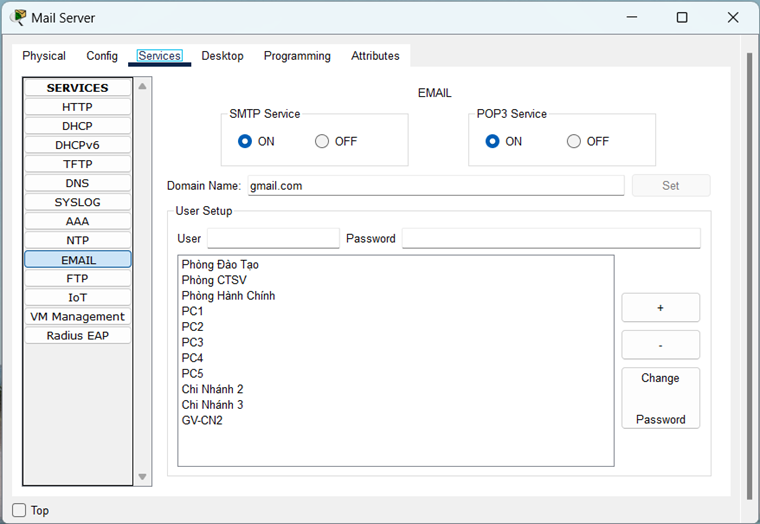 Mail Server
Physical Config Services Desktop Programming Attributes
SERVICES
HTTP
DHCP
DHCPv6
TFTP
DNS
SYSLOG
AAA
NTP
EMAIL
FTP
IoT
VM Management
Radius EAP
EMAIL
SMTP Service
ON OFF
POP3 Service
ON OFF
Domain Name: gmail.com Set
User Setup
User Password
Phòng Đào Tạo
Phòng CTSV
Phòng Hành Chính
PC1
PC2
PC3
PC4
PC5
Chi Nhánh 2
Chi Nhánh 3
GV-CN2
+
-
Change
Password
Top